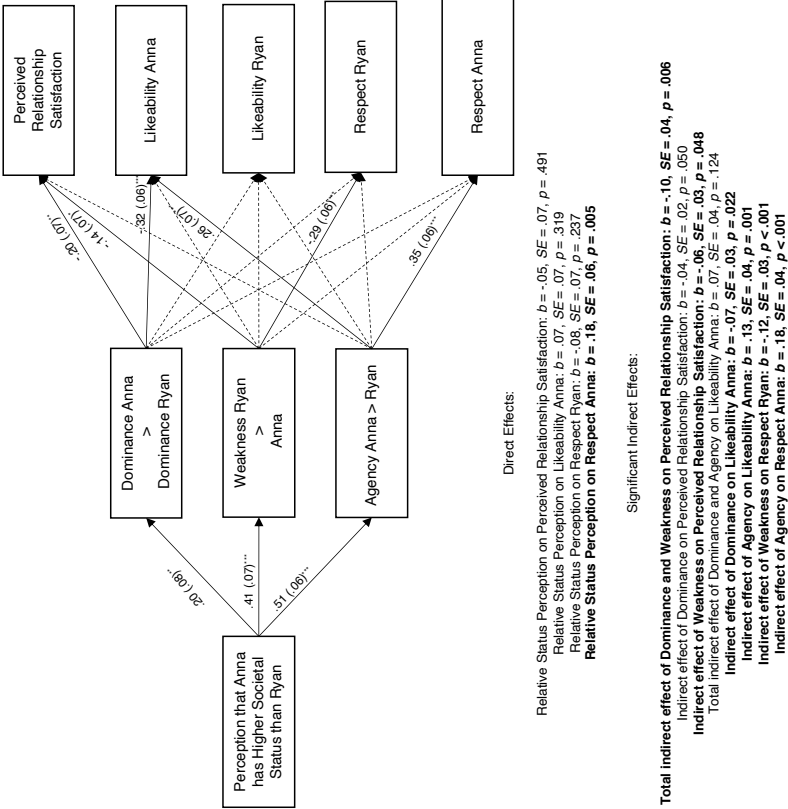 Perception that Anna
has Higher Societal
Status than Ryan
.20 (.08)**
.41 (.07)***
.51 (.06)***
Dominance Anna
>
Dominance Ryan
Weakness Ryan
>
Anna
Agency Anna > Ryan
-.20 (.07)**
-.14 (.07)*
-.32 (.06)***
.26 (.07)***
-.29 (.06)***
.35 (.06)***
Perceived
Relationship
Satisfaction
Likeability Anna
Likeability Ryan
Respect Ryan
Respect Anna
Direct Effects:
Relative Status Perception on Perceived Relationship Satisfaction: b = -.05, SE = .07, p = .491
Relative Status Perception on Likeability Anna: b = .07, SE = .07, p = .319
Relative Status Perception on Respect Ryan: b = -.08, SE = .07, p = .237
Relative Status Perception on Respect Anna: b = .18, SE = .06, p = .005
Significant Indirect Effects:
Total indirect effect of Dominance and Weakness on Perceived Relationship Satisfaction: b = -.10, SE = .04, p = .006
Indirect effect of Dominance on Perceived Relationship Satisfaction: b = -.04, SE = .02, p = .050
Indirect effect of Weakness on Perceived Relationship Satisfaction: b = -.06, SE = .03, p = .048
Total indirect effect of Dominance and Agency on Likeability Anna: b = .07, SE = .04, p = .124
Indirect effect of Dominance on Likeability Anna: b = -.07, SE = .03, p = .022
Indirect effect of Agency on Likeability Anna: b = .13, SE = .04, p = .001
Indirect effect of Weakness on Respect Ryan: b = -.12, SE = .03, p < .001
Indirect effect of Agency on Respect Anna: b = .18, SE = .04, p < .001